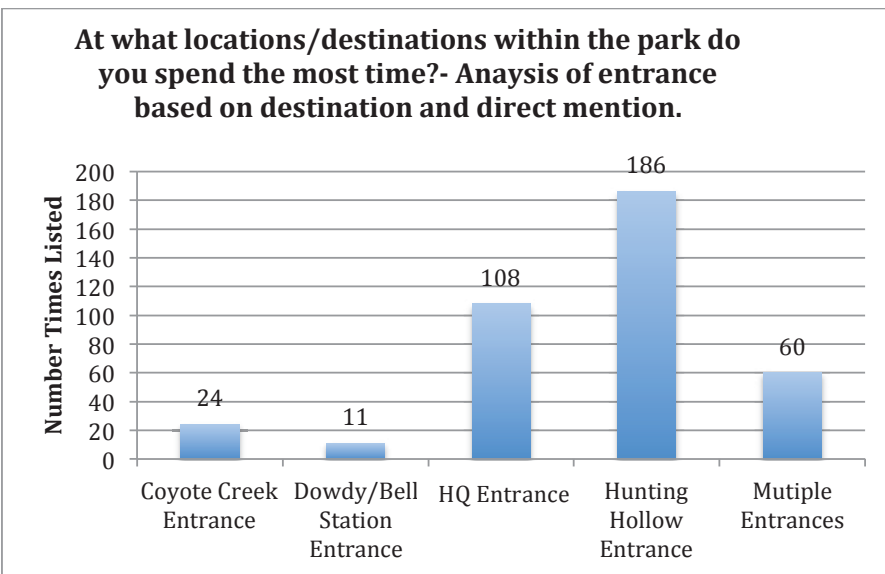 At what locations/destinations within the park do
you spend the most time?- Anaysis of entrance
based on destination and direct mention.
Number Times Listed
200
180
160
140
120
100
80
60
40
20
0
24
11
108
186
60
Coyote Creek
Entrance
Dowdy/Bell
Station
Entrance
HQ Entrance
Hunting
Hollow
Entrance
Mutiple
Entrances